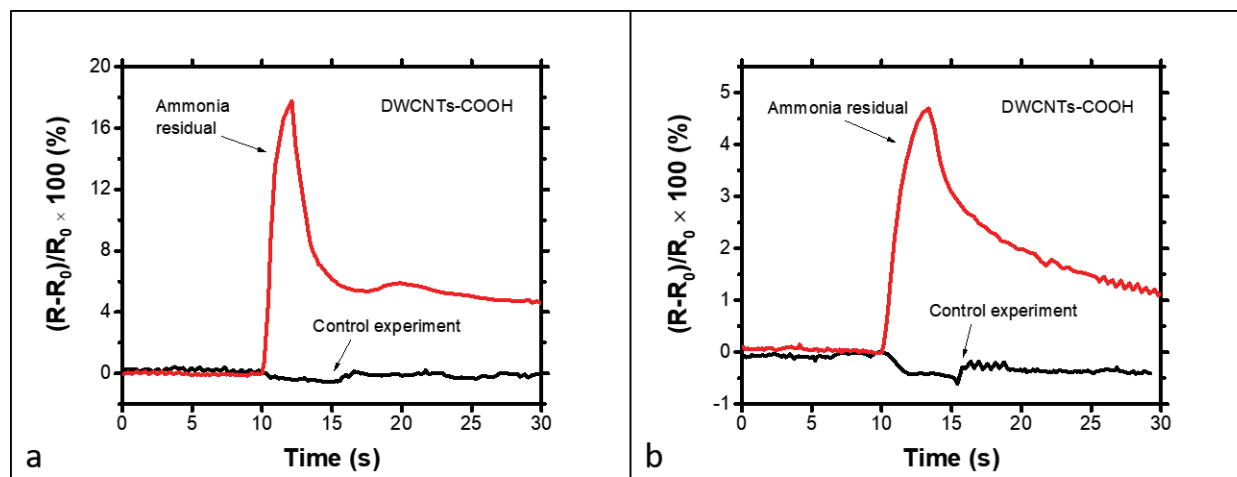 20
16
12
8
4
0
(R-R₀)/R₀ × 100 (%)
Ammonia
residual
DWCNTs-COOH
Control experiment
0 5 10 15 20 25 30
Time (s)
a
5
4
3
2
1
0
-1
(R-R₀)/R₀ × 100 (%)
Ammonia residual
DWCNTs-COOH
Control experiment
0 5 10 15 20 25 30
Time (s)
b